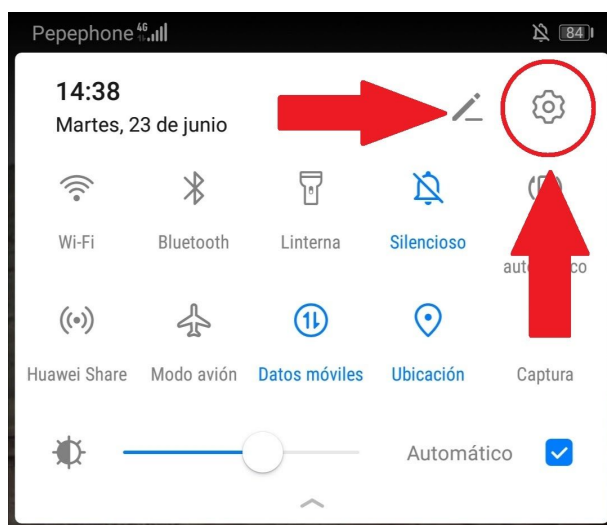 Pepephone 4G 84
14:38
Martes, 23 de junio
Wi-Fi Bluetooth Linterna Silencioso
Huawei Share Modo avión Datos móviles Ubicación Captura
Automático